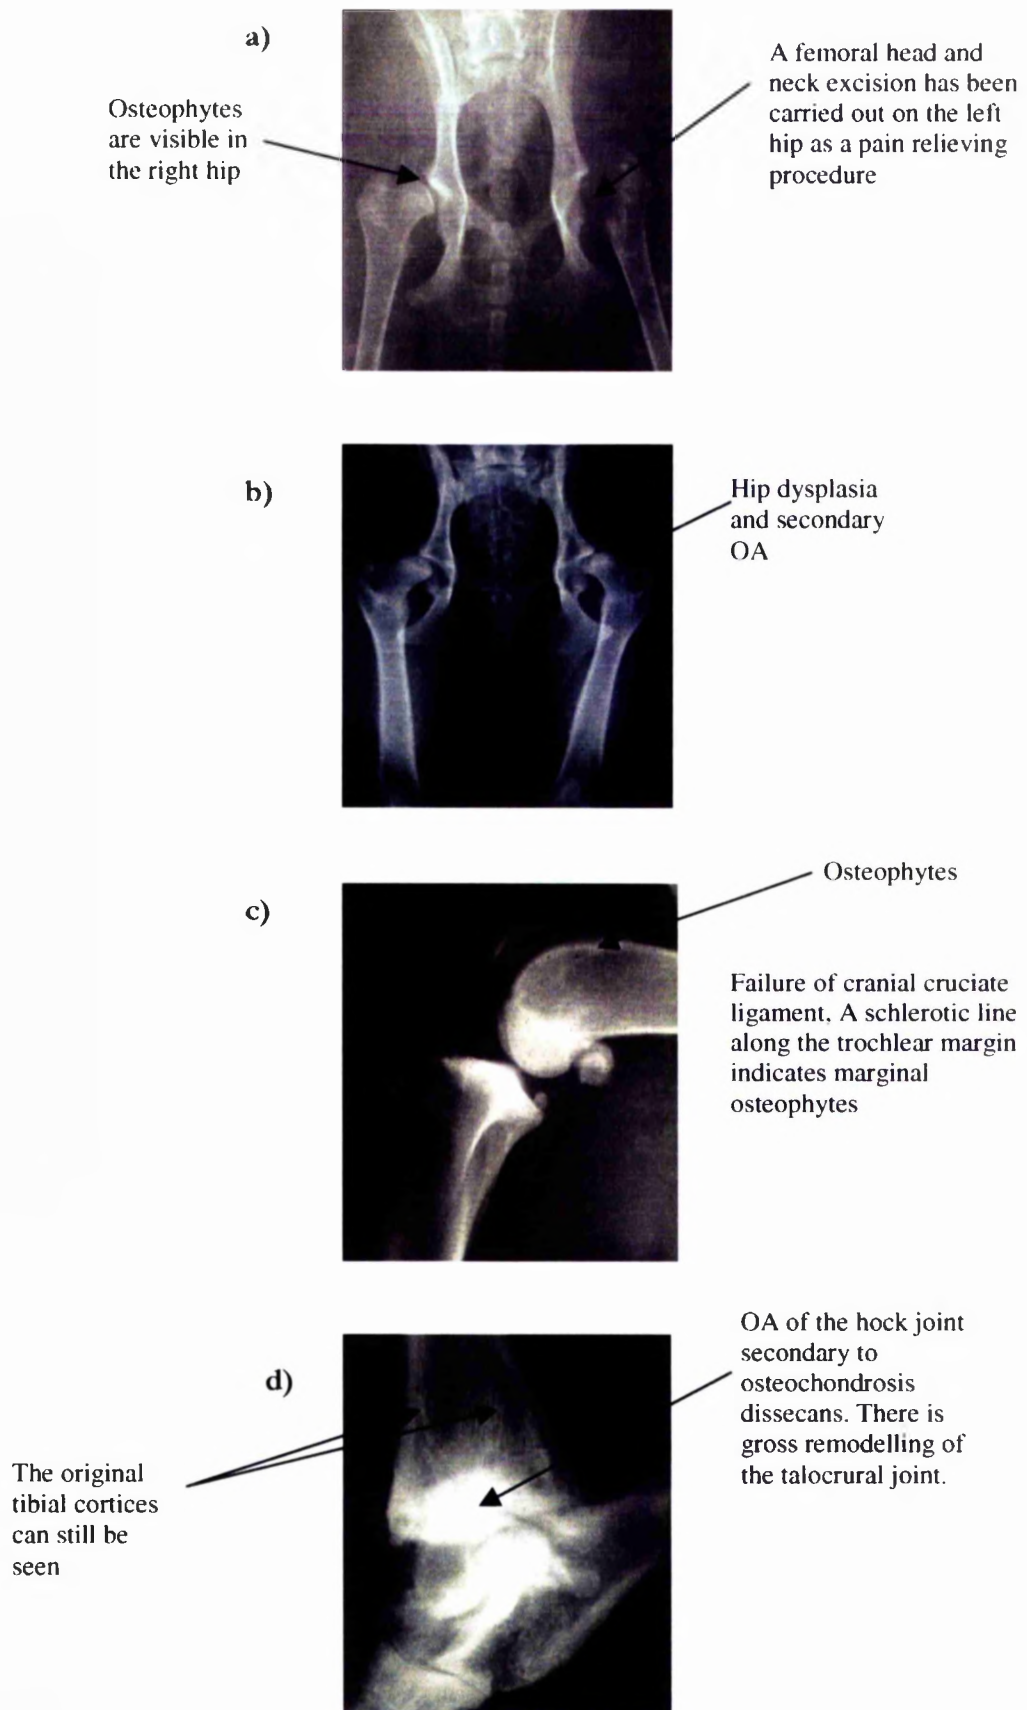 a)
Osteophytes
are visible in
the right hip
A femoral head and
neck excision has been
carried out on the left
hip as a pain relieving
procedure
b)
Hip dysplasia
and secondary
OA
c)
Osteophytes
Failure of cranial cruciate
ligament, A schlerotic line
along the trochlear margin
indicates marginal
osteophytes
d)
OA of the hock joint
secondary to
osteochondrosis
dissecans. There is
gross remodelling of
the talocrural joint.
The original
tibial cortices
can still be
seen